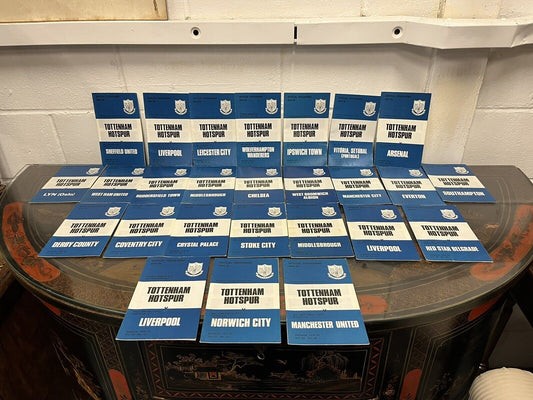 TOTTENHAM
HOTSPUR
SHEFFIELD UNITED
TOTTENHAM
HOTSPUR
LIVERPOOL
TOTTENHAM
HOTSPUR
LEICESTER CITY
TOTTENHAM
HOTSPUR
WOLVERHAMPTON
WANDERERS
TOTTENHAM
HOTSPUR
IPSWICH TOWN
TOTTENHAM
HOTSPUR
VITORIA, SETUBAL
(PORTUGAL)
TOTTENHAM
HOTSPUR
ARSENAL
TOTTENHAM
HOTSPUR
LYN (Oslo)
TOTTENHAM
HOTSPUR
WEST HAM UNITED
TOTTENHAM
HOTSPUR
HUDDERSFIELD TOWN
TOTTENHAM
HOTSPUR
MIDDLESBROUGH
TOTTENHAM
HOTSPUR
CHELSEA
TOTTENHAM
HOTSPUR
WEST BROMWICH
ALBION
TOTTENHAM
HOTSPUR
MANCHESTER CITY
TOTTENHAM
HOTSPUR
EVERTON
TOTTENHAM
HOTSPUR
SOUTHAMPTON
TOTTENHAM
HOTSPUR
DERBY COUNTY
TOTTENHAM
HOTSPUR
COVENTRY CITY
TOTTENHAM
HOTSPUR
CRYSTAL PALACE
TOTTENHAM
HOTSPUR
STOKE CITY
TOTTENHAM
HOTSPUR
MIDDLESBROUGH
TOTTENHAM
HOTSPUR
LIVERPOOL
TOTTENHAM
HOTSPUR
RED STAR BELGRADE
TOTTENHAM
HOTSPUR
v
LIVERPOOL
TOTTENHAM
HOTSPUR
v
NORWICH CITY
TOTTENHAM
HOTSPUR
v
MANCHESTER UNITED